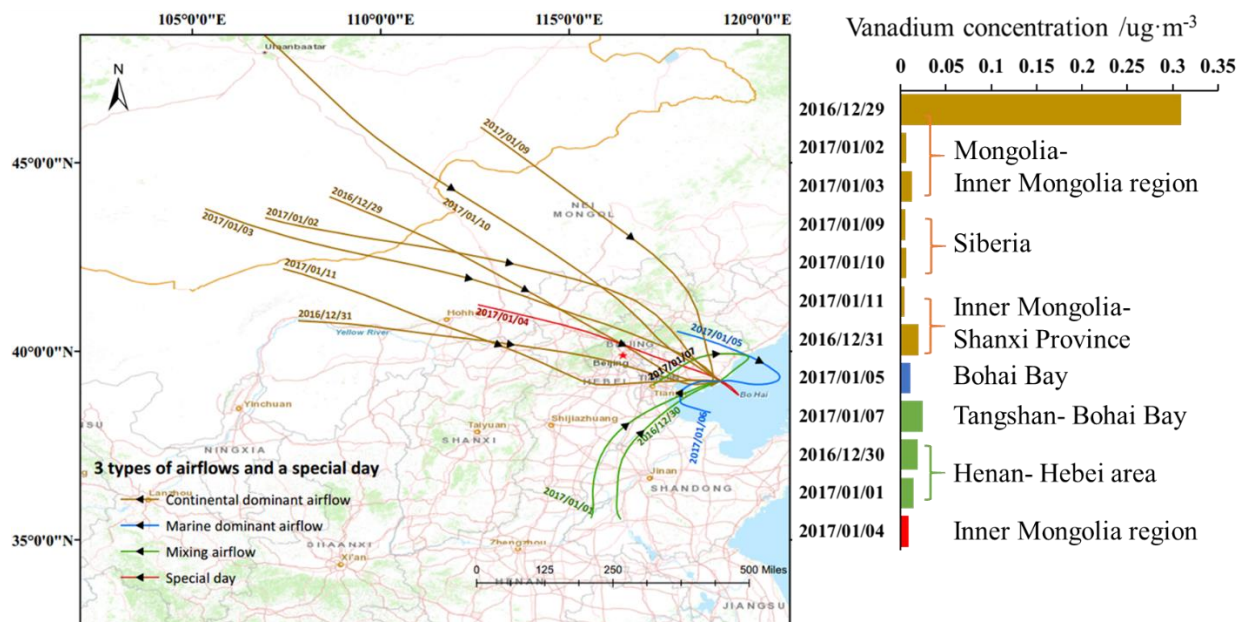 105°0'0"E
110°0'0"E
115°0'0"E
120°0'0"E
45°0'0"N
40°0'0"N
35°0'0"N
N
Ulaanbaatar
2017/01/09
2016/12/29
2017/01/10
NEI
MONGOL
2017/01/02
2017/01/03
2017/01/11
2016/12/31
Yellow River
2017/01/04
2017/01/05
2017/01/07
Beijing
HEBEI
Bo Hai
Yinchuan
Taiyuan
Shijiazhuang
2016/12/30
2017/01/06
SHANXI
NINGXIA
Jinan
SHANDONG
2017/01/01
3 types of airflows and a special day
Lanzhou
Continental dominant airflow
Marine dominant airflow
Mixing airflow
Special day
Zhengzhou
Xi'an
HENAN
JIANGSU
0
125
250
500 Miles
Vanadium concentration /ug·m-3
0
0.05
0.1
0.15
0.2
0.25
0.3
0.35
2016/12/29
2017/01/02
2017/01/03
2017/01/09
2017/01/10
2017/01/11
2016/12/31
2017/01/05
2017/01/07
2016/12/30
2017/01/01
2017/01/04
Mongolia-
Inner Mongolia region
Siberia
Inner Mongolia-
Shanxi Province
Bohai Bay
Tangshan- Bohai Bay
Henan- Hebei area
Inner Mongolia region